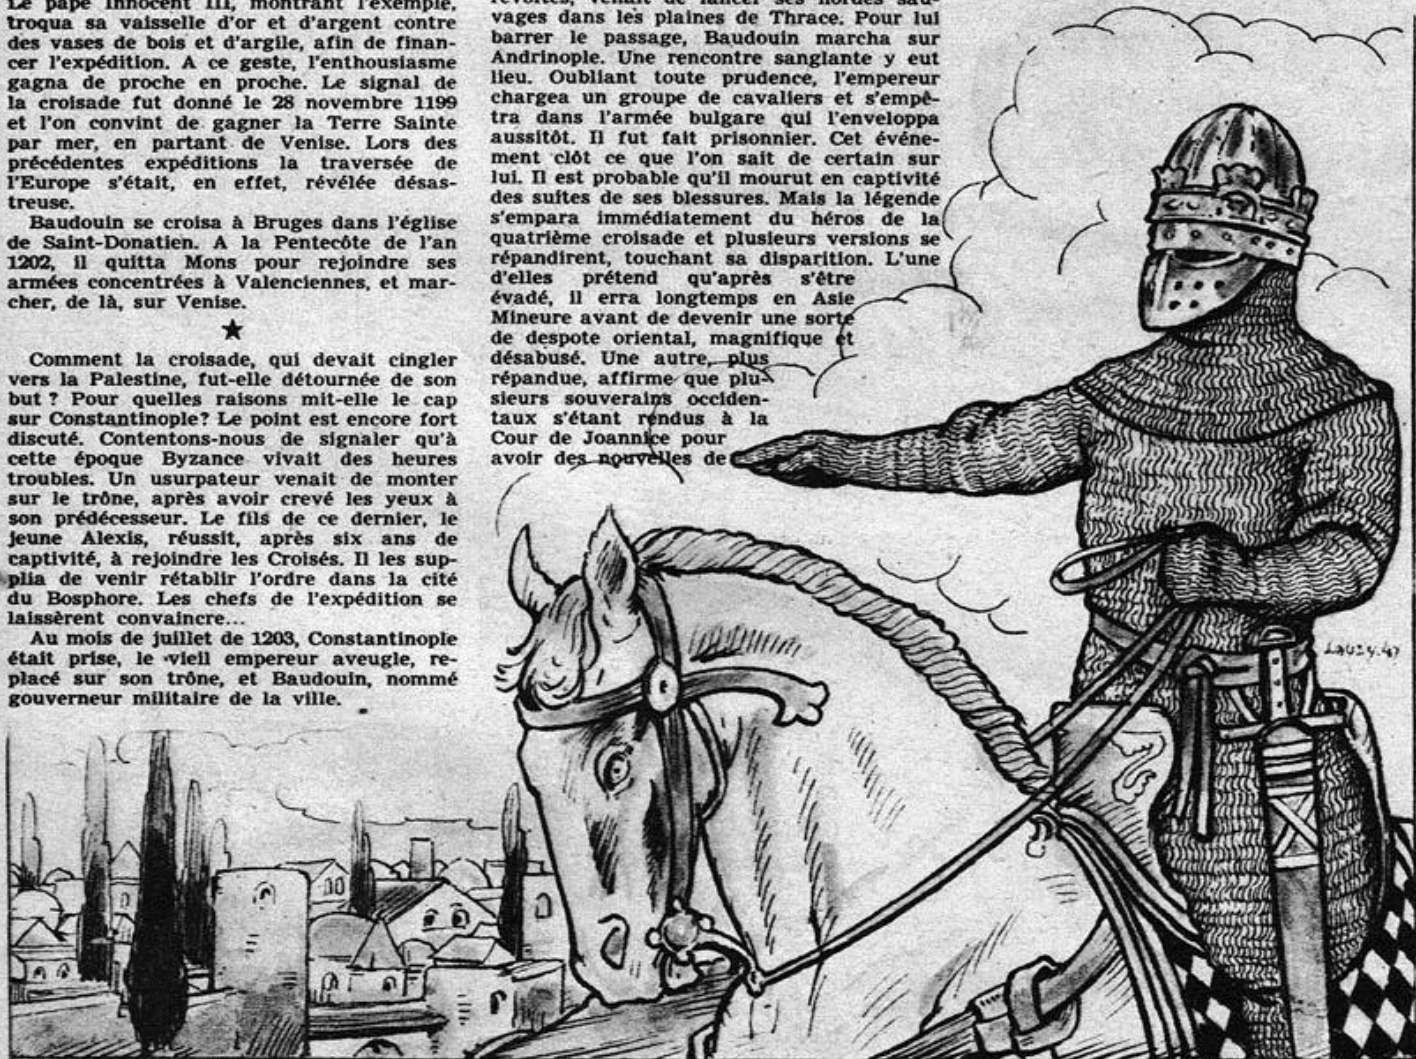 Le pape Innocent III, montrant l'exemple,
troqua sa vaisselle d'or et d'argent contre
des vases de bois et d'argile, afin de finan-
cer l'expédition. A ce geste, l'enthousiasme
gagna de proche en proche. Le signal de
la croisade fut donné le 28 novembre 1199
et l'on convint de gagner la Terre Sainte
par mer, en partant de Venise. Lors des
précédentes expéditions la traversée de
l'Europe s'était, en effet, révélée désas-
treuse.
Baudouin se croisa à Bruges dans l'église
de Saint-Donatien. A la Pentecôte de l'an
1202, il quitta Mons pour rejoindre ses
armées concentrées à Valenciennes, et mar-
cher, de là, sur Venise.
★
Comment la croisade, qui devait cingler
vers la Palestine, fut-elle détournée de son
but ? Pour quelles raisons mit-elle le cap
sur Constantinople? Le point est encore fort
discuté. Contentons-nous de signaler qu'à
cette époque Byzance vivait des heures
troubles. Un usurpateur venait de monter
sur le trône, après avoir crevé les yeux à
son prédécesseur. Le fils de ce dernier, le
jeune Alexis, réussit, après six ans de
captivité, à rejoindre les Croisés. Il les sup-
plia de venir rétablir l'ordre dans la cité
du Bosphore. Les chefs de l'expédition se
laissèrent convaincre...
Au mois de juillet de 1203, Constantinople
était prise, le vieil empereur aveugle, re-
placé sur son trône, et Baudouin, nommé
gouverneur militaire de la ville.
révoltés, venait de lancer ses hordes sau-
vages dans les plaines de Thrace. Pour lui
barrer le passage, Baudouin marcha sur
Andrinople. Une rencontre sanglante y eut
lieu. Oubliant toute prudence, l'empereur
chargea un groupe de cavaliers et s'empê-
tra dans l'armée bulgare qui l'enveloppa
aussitôt. Il fut fait prisonnier. Cet événe-
ment clôt ce que l'on sait de certain sur
lui. Il est probable qu'il mourut en captivité
des suites de ses blessures. Mais la légende
s'empara immédiatement du héros de la
quatrième croisade et plusieurs versions se
répandirent, touchant sa disparition. L'une
d'elles prétend qu'après s'être
évadé, il erra longtemps en Asie
Mineure avant de devenir une sorte
de despote oriental, magnifique et
désabusé. Une autre, plus
répandue, affirme que plu-
sieurs souverains occiden-
taux s'étant rendus à la
Cour de Joannice pour
avoir des nouvelles de